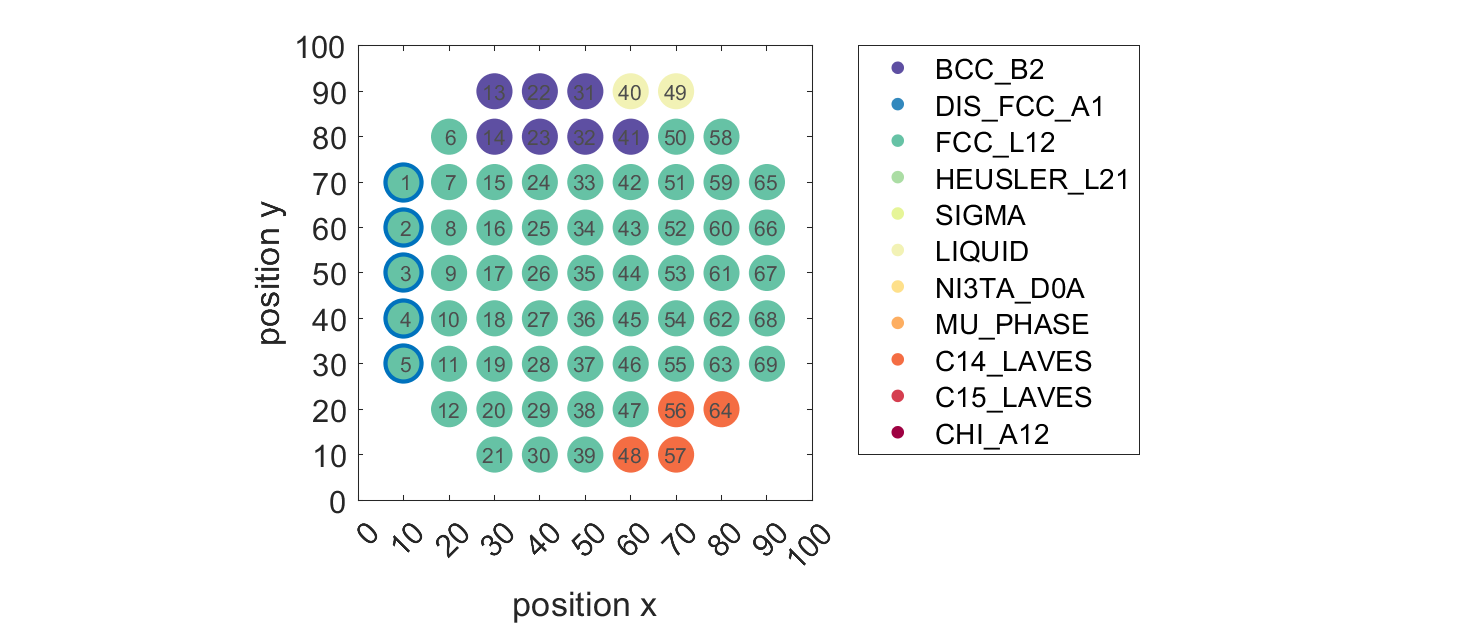 100
90
80
70
60
50
40
30
20
10
0
position y
13 22 31 40 49
6 14 23 32 41 50 58
1 7 15 24 33 42 51 59 65
2 8 16 25 34 43 52 60 66
3 9 17 26 35 44 53 61 67
4 10 18 27 36 45 54 62 68
5 11 19 28 37 46 55 63 69
12 20 29 38 47 56 64
21 30 39 48 57
0 10 20 30 40 50 60 70 80 90 100
position x
BCC_B2
DIS_FCC_A1
FCC_L12
HEUSLER_L21
SIGMA
LIQUID
NI3TA_D0A
MU_PHASE
C14_LAVES
C15_LAVES
CHI_A12